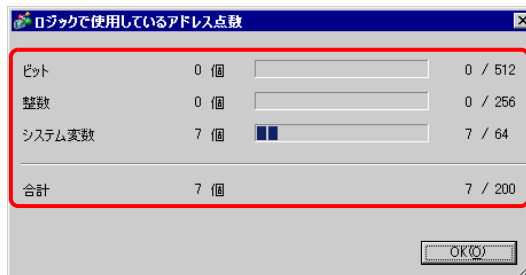 ロジックで使用しているアドレス点数
ビット 0 個 0 / 512
整数 0 個 0 / 256
システム変数 7 個 7 / 64
合計 7 個 7 / 200
OK(O)